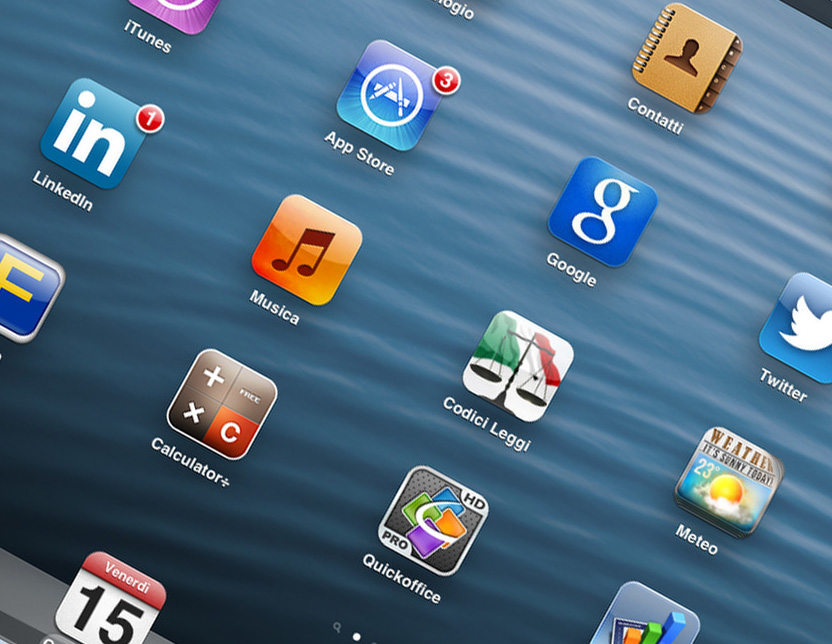 iTunes
ologio
Contatti
3
App Store
1
in
LinkedIn
g
Google
Musica
F
Twitter
Codici Leggi
FREE
C
Calculator÷
WEATHER
IT'S SUNNY TODAY!
23°
Meteo
HD
PRO
Quickoffice
Venerdì
15